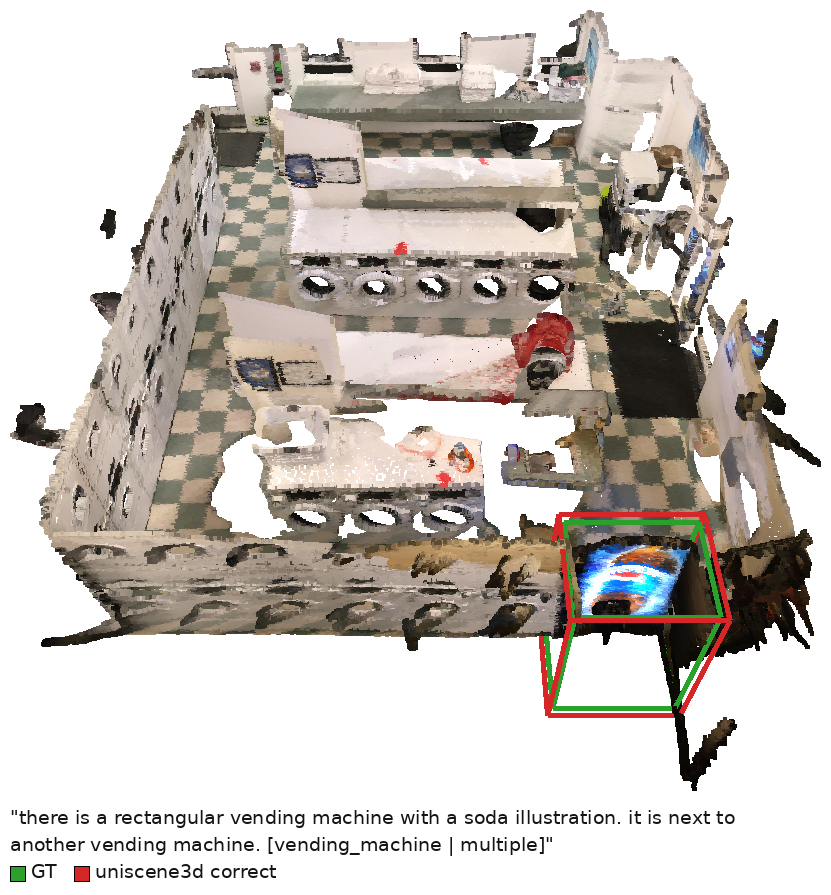 "there is a rectangular vending machine with a soda illustration. it is next to
another vending machine. [vending_machine | multiple]"
GT uniscene3d correct